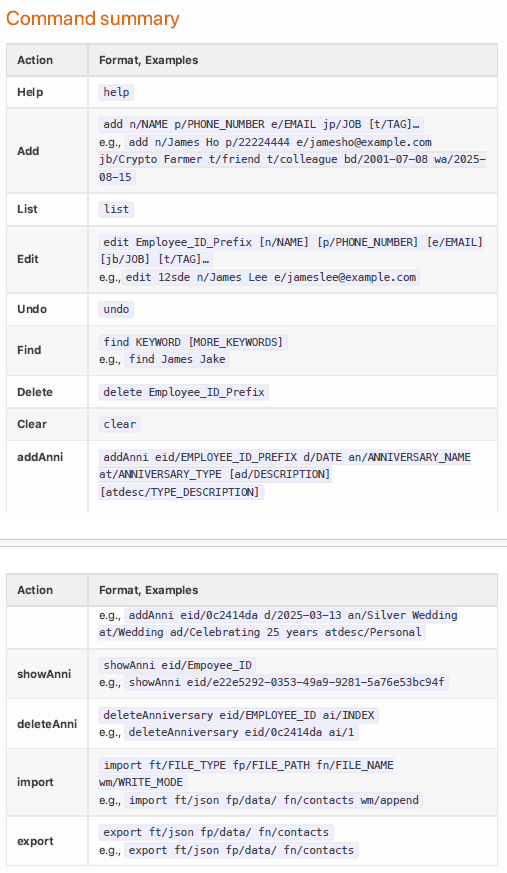 Command summary
Action Format, Examples
Help help
add n/NAME p/PHONE_NUMBER e/EMAIL jp/JOB [t/TAG]…
Add e.g., add n/James Ho p/22224444 e/jamesho@example.com
jb/Crypto Farmer t/friend t/colleague bd/2001-07-08 wa/2025-
08-15
List list
edit Employee_ID_Prefix [n/NAME] [p/PHONE_NUMBER] [e/EMAIL]
Edit [jb/JOB] [t/TAG]…
e.g., edit 12sde n/James Lee e/jameslee@example.com
Undo undo
Find find KEYWORD [MORE_KEYWORDS]
e.g., find James Jake
Delete delete Employee_ID_Prefix
Clear clear
addAnni addAnni eid/EMPLOYEE_ID_PREFIX d/DATE an/ANNIVERSARY_NAME
at/ANNIVERSARY_TYPE [ad/DESCRIPTION]
[atdesc/TYPE_DESCRIPTION]
Action Format, Examples
e.g., addAnni eid/0c2414da d/2025-03-13 an/Silver Wedding
at/Wedding ad/Celebrating 25 years atdesc/Personal
showAnni showAnni eid/Empoyee_ID
e.g., showAnni eid/e22e5292-0353-49a9-9281-5a76e53bc94f
deleteAnni deleteAnniversary eid/EMPLOYEE_ID ai/INDEX
e.g., deleteAnniversary eid/0c2414da ai/1
import import ft/FILE_TYPE fp/FILE_PATH fn/FILE_NAME
wm/WRITE_MODE
e.g., import ft/json fp/data/ fn/contacts wm/append
export export ft/json fp/data/ fn/contacts
e.g., export ft/json fp/data/ fn/contacts